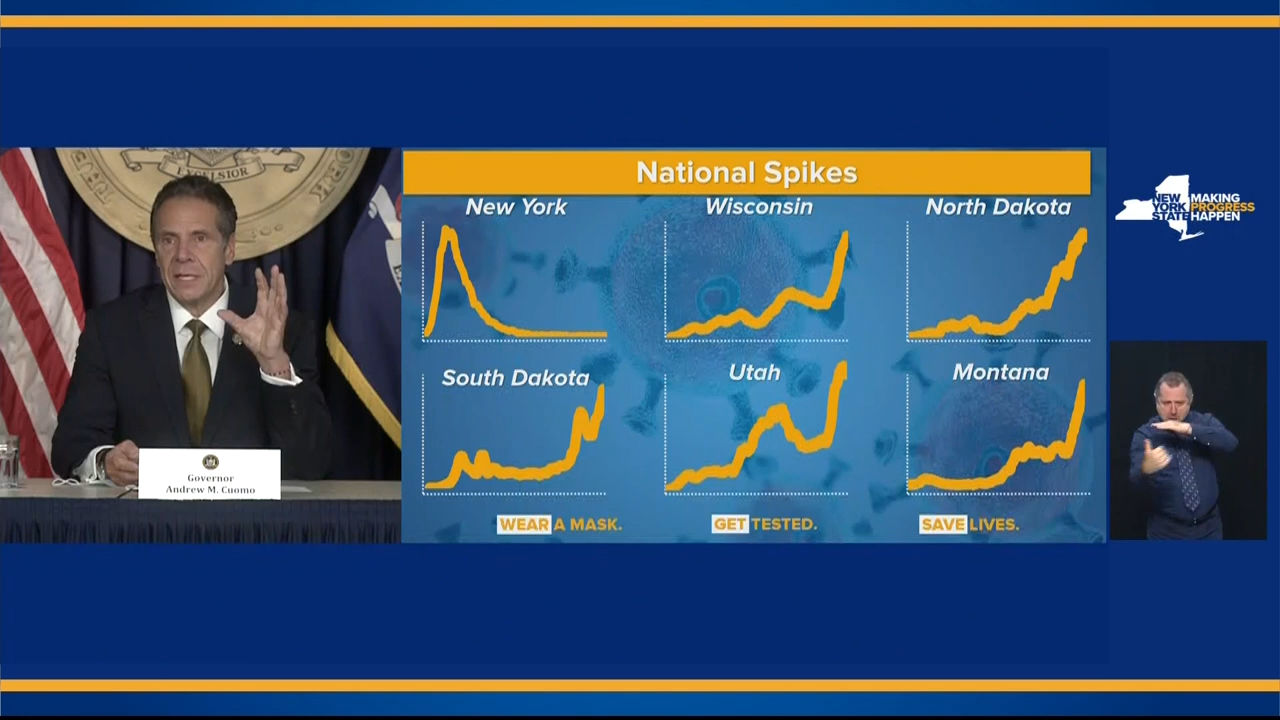 EXCELSIOR
Governor
Andrew M. Cuomo
National Spikes
New York
Wisconsin
North Dakota
South Dakota
Utah
Montana
WEAR A MASK.
GET TESTED.
SAVE LIVES.
NEW
YORK
STATE
MAKING
PROGRESS
HAPPEN